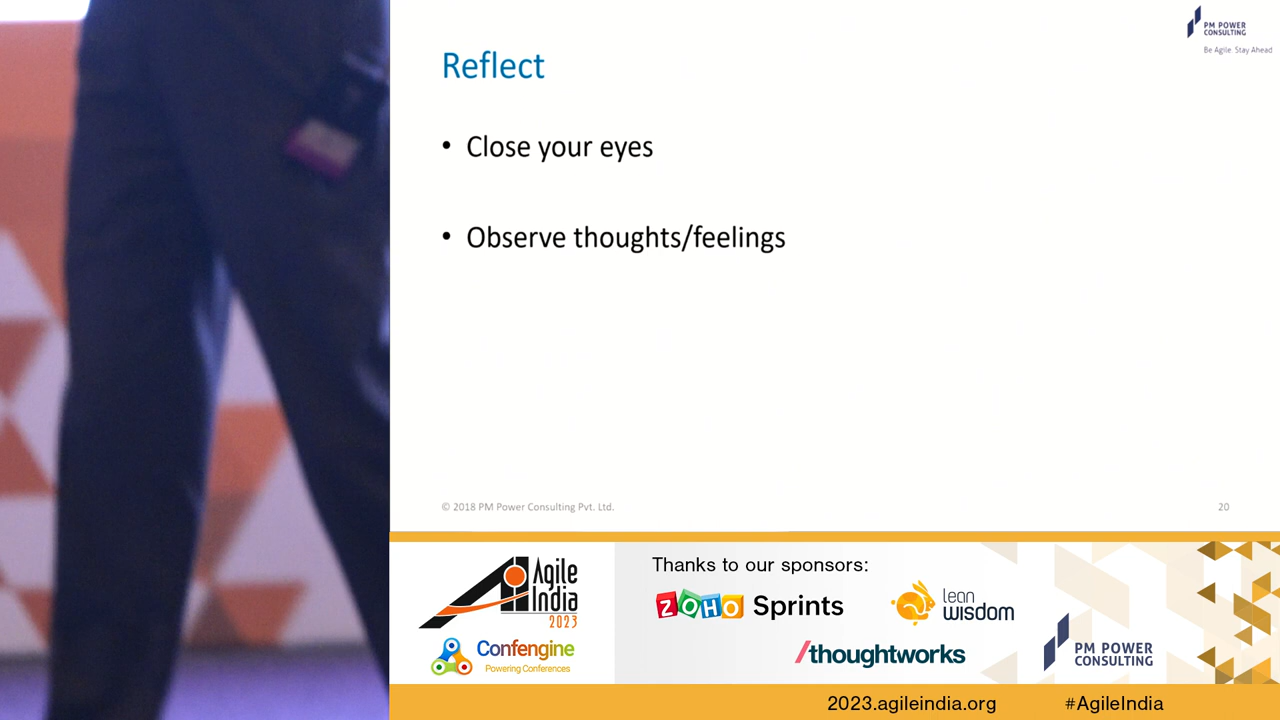 PM POWER
CONSULTING
Be Agile Stay Ahead
Reflect
• Close your eyes
• Observe thoughts/feelings
© 2018 PM Power Consulting Pvt. Ltd.
20
Agile
India
2023
Confengine
Powering Conferences
Thanks to our sponsors:
ZOHO Sprints
lean
wisdom
/thoughtworks
PM POWER
CONSULTING
2023.agileindia.org
#AgileIndia